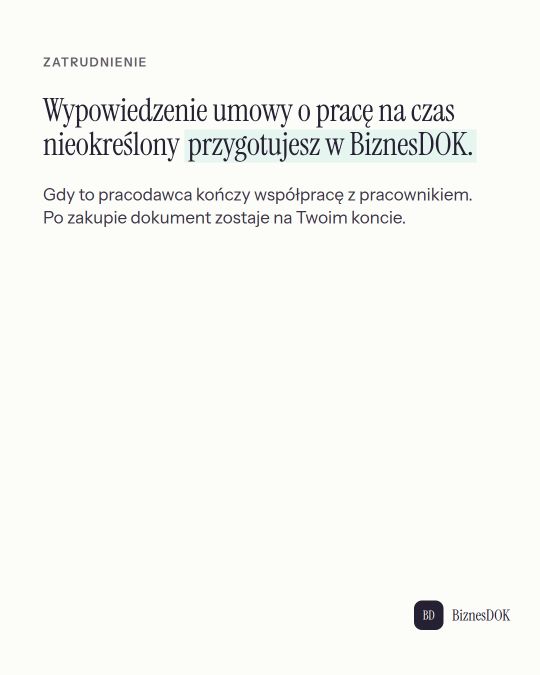 ZATRUDNIENIE
Wypowiedzenie umowy o pracę na czas
nieokreślony przygotujesz w BiznesDOK.
Gdy to pracodawca kończy współpracę z pracownikiem.
Po zakupie dokument zostaje na Twoim koncie.
BD BiznesDOK